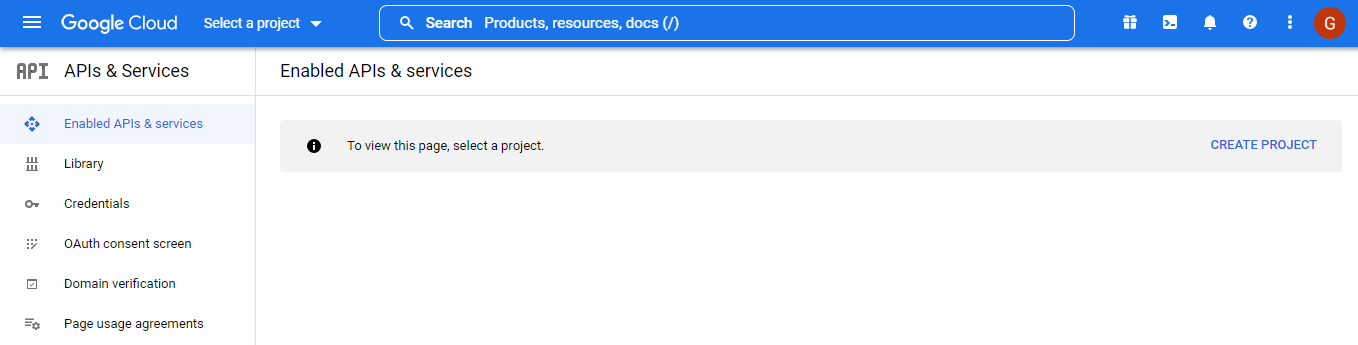 Google Cloud Select a project Search Products, resources, docs (/) G
API APIs & Services Enabled APIs & services
Enabled APIs & services
To view this page, select a project. CREATE PROJECT
Library
Credentials
OAuth consent screen
Domain verification
Page usage agreements